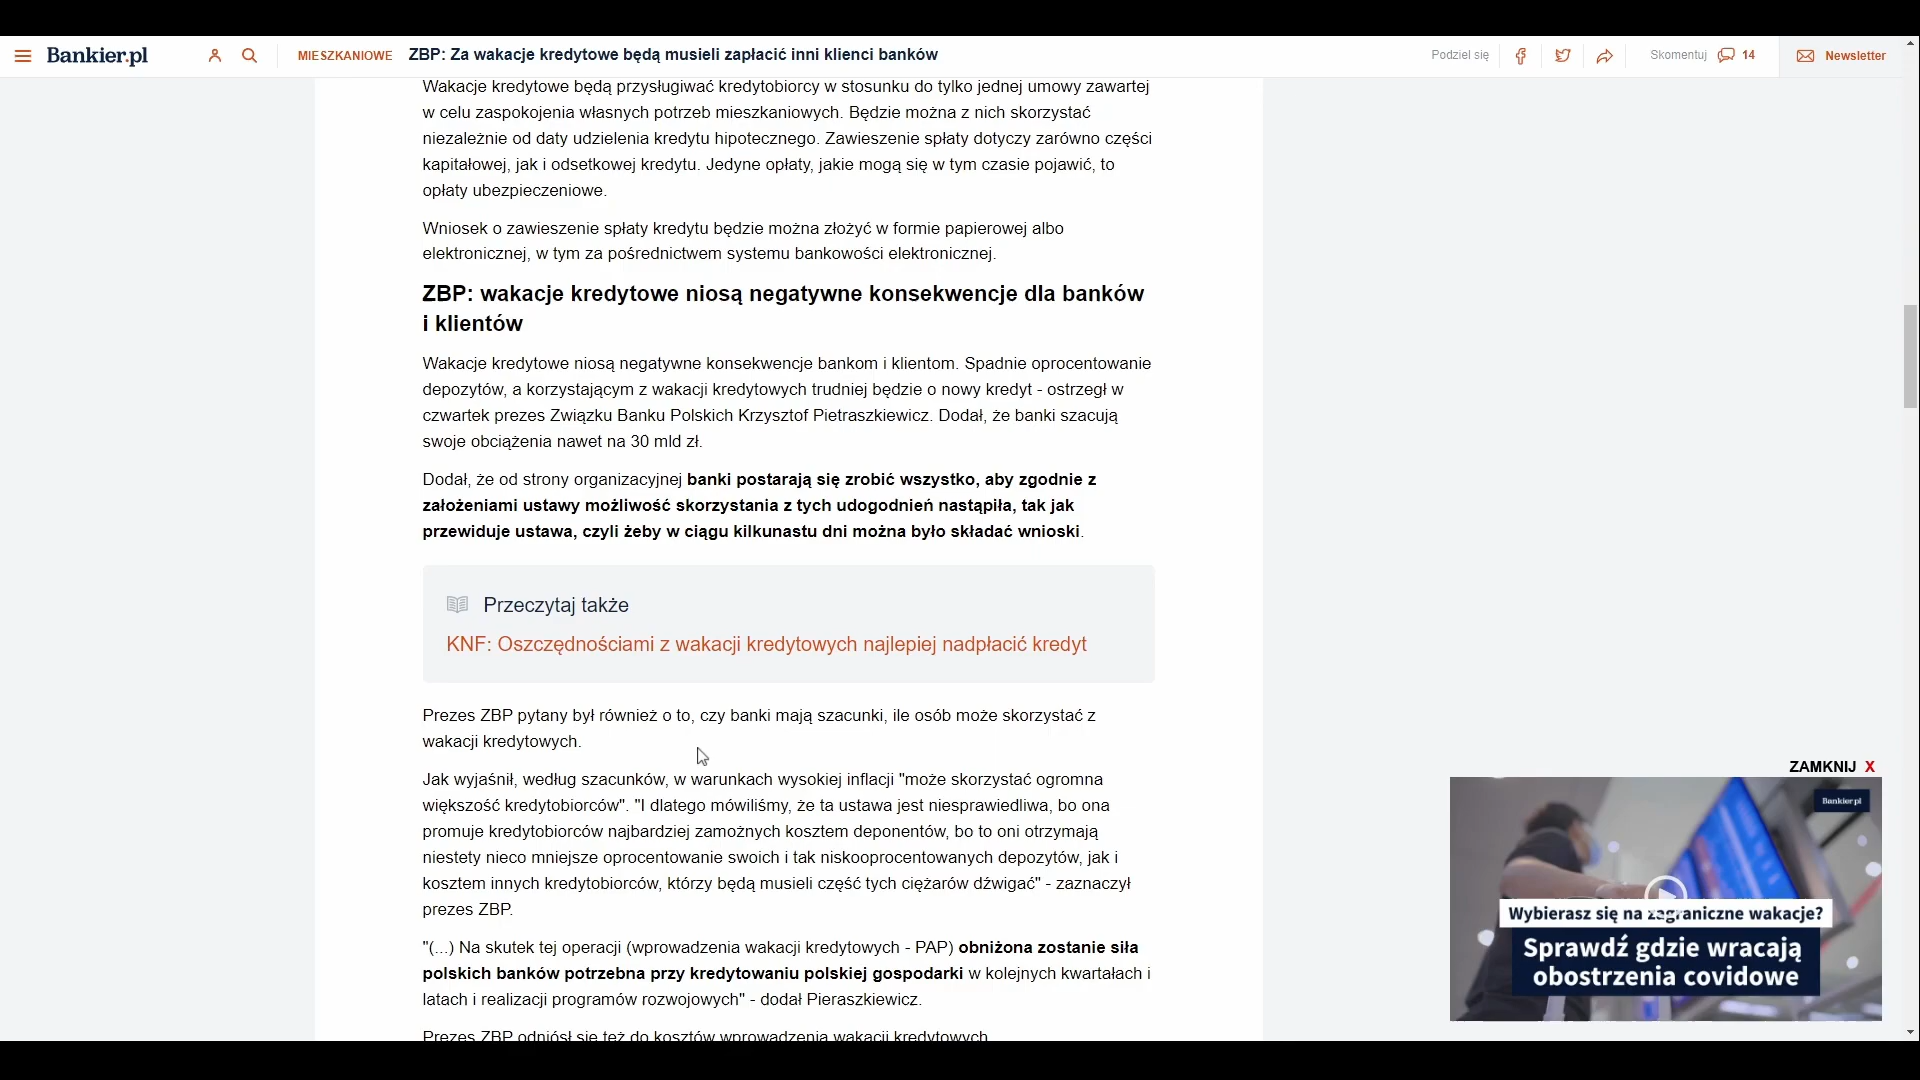 Bankier.pl
MIESZKANIOWE
ZBP: Za wakacje kredytowe będą musieli zapłacić inni klienci banków
Podziel się
Skomentuj
14
Newsletter
Wakacje kredytowe będą przysługiwać kredytobiorcy w stosunku do tylko jednej umowy zawartej
w celu zaspokojenia własnych potrzeb mieszkaniowych. Będzie można z nich skorzystać
niezależnie od daty udzielenia kredytu hipotecznego. Zawieszenie spłaty dotyczy zarówno części
kapitałowej, jak i odsetkowej kredytu. Jedyne opłaty, jakie mogą się w tym czasie pojawić, to
opłaty ubezpieczeniowe.
Wniosek o zawieszenie spłaty kredytu będzie można złożyć w formie papierowej albo
elektronicznej, w tym za pośrednictwem systemu bankowości elektronicznej.
ZBP: wakacje kredytowe niosą negatywne konsekwencje dla banków
i klientów
Wakacje kredytowe niosą negatywne konsekwencje bankom i klientom. Spadnie oprocentowanie
depozytów, a korzystającym z wakacji kredytowych trudniej będzie o nowy kredyt - ostrzegł w
czwartek prezes Związku Banku Polskich Krzysztof Pietraszkiewicz. Dodał, że banki szacują
swoje obciążenia nawet na 30 mld zł.
Dodał, że od strony organizacyjnej banki postarają się zrobić wszystko, aby zgodnie z
założeniami ustawy możliwość skorzystania z tych udogodnień nastąpiła, tak jak
przewiduje ustawa, czyli żeby w ciągu kilkunastu dni można było składać wnioski.
Przeczytaj także
KNF: Oszczędnościami z wakacji kredytowych najlepiej nadpłacić kredyt
Prezes ZBP pytany był również o to, czy banki mają szacunki, ile osób może skorzystać z
wakacji kredytowych.
Jak wyjaśnił, według szacunków, w warunkach wysokiej inflacji "może skorzystać ogromna
większość kredytobiorców". "I dlatego mówiliśmy, że ta ustawa jest niesprawiedliwa, bo ona
promuje kredytobiorców najbardziej zamożnych kosztem deponentów, bo to oni otrzymają
niestety nieco mniejsze oprocentowanie swoich i tak niskooprocentowanych depozytów, jak i
kosztem innych kredytobiorców, którzy będą musieli część tych ciężarów dźwigać" - zaznaczył
prezes ZBP.
"(...) Na skutek tej operacji (wprowadzenia wakacji kredytowych - PAP) obniżona zostanie siła
polskich banków potrzebna przy kredytowaniu polskiej gospodarki w kolejnych kwartałach i
latach i realizacji programów rozwojowych" - dodał Pieraszkiewicz.
Prezes ZBP odniósł się też do kosztów wprowadzenia wakacji kredytowych.
ZAMKNIJ X
Bankier.pl
Wybierasz się na zagraniczne wakacje?
Sprawdź gdzie wracają
obostrzenia covidowe